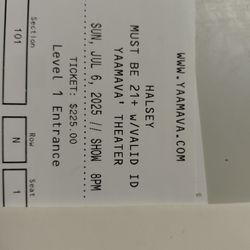 WWW.YAAMAVA.COM
HALSEY
MUST BE 21+ w/VALID ID
YAAMAVA' THEATER
SUN, JUL 6, 2025 // SHOW 8PM
TICKET: $225.00
Level 1 Entrance
Section Row Seat
101 N 1